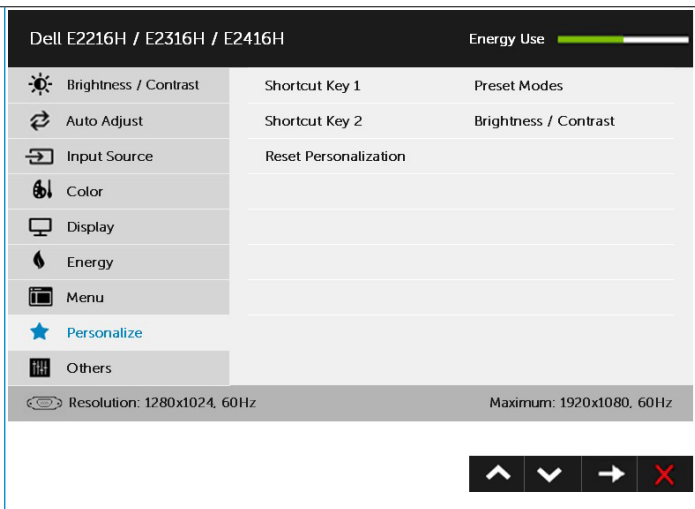 Dell E2216H / E2316H / E2416H Energy Use
Brightness / Contrast Shortcut Key 1 Preset Modes
Auto Adjust Shortcut Key 2 Brightness / Contrast
Input Source Reset Personalization
Color
Display
Energy
Menu
Personalize
Others
Resolution: 1280x1024, 60Hz Maximum: 1920x1080, 60Hz